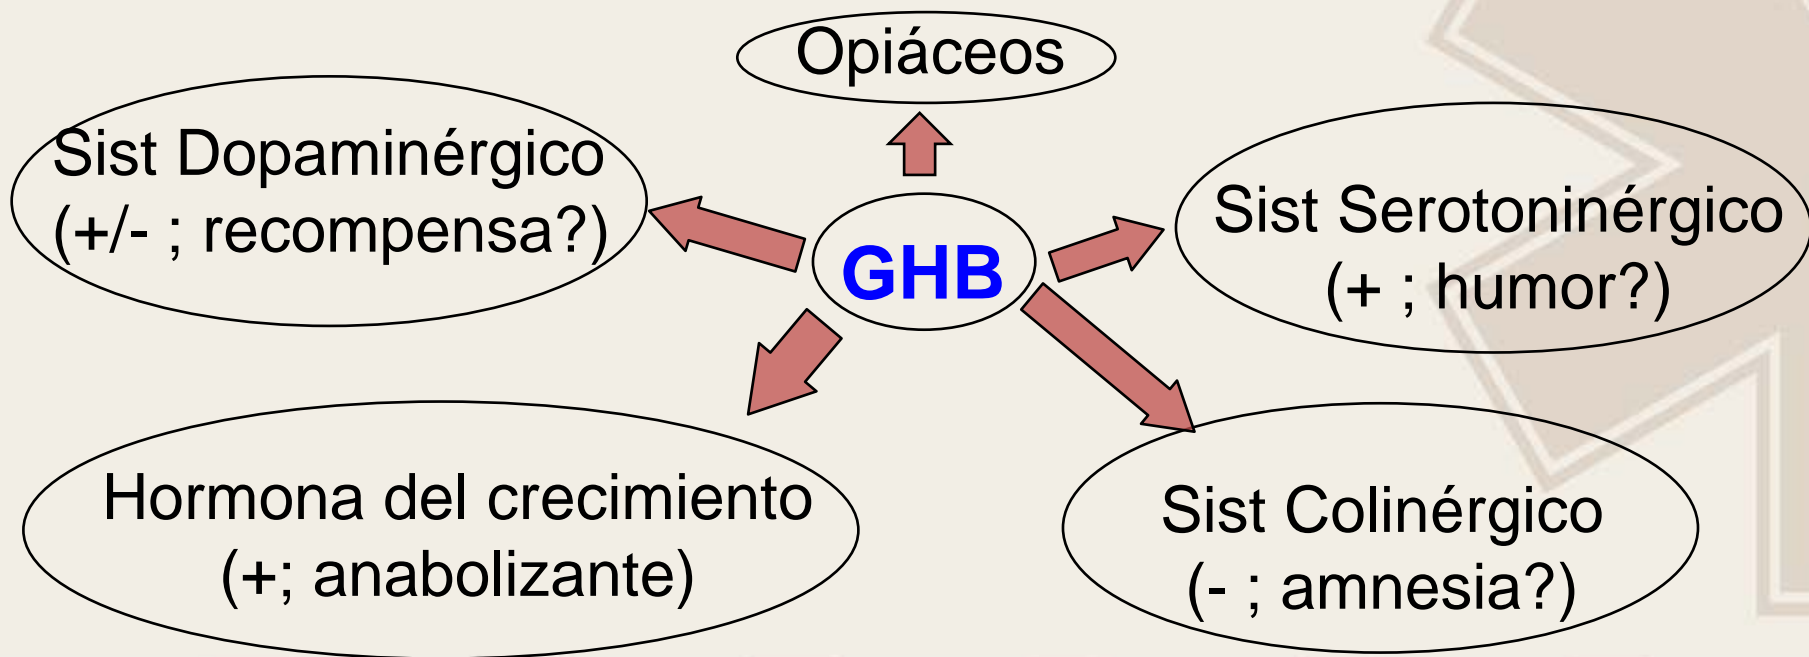 Opiáceos
Sist Dopaminérgico
(+/- ; recompensa?)
GHB
Sist Serotoninérgico
(+ ; humor?)
Hormona del crecimiento
(+; anabolizante)
Sist Colinérgico
(- ; amnesia?)